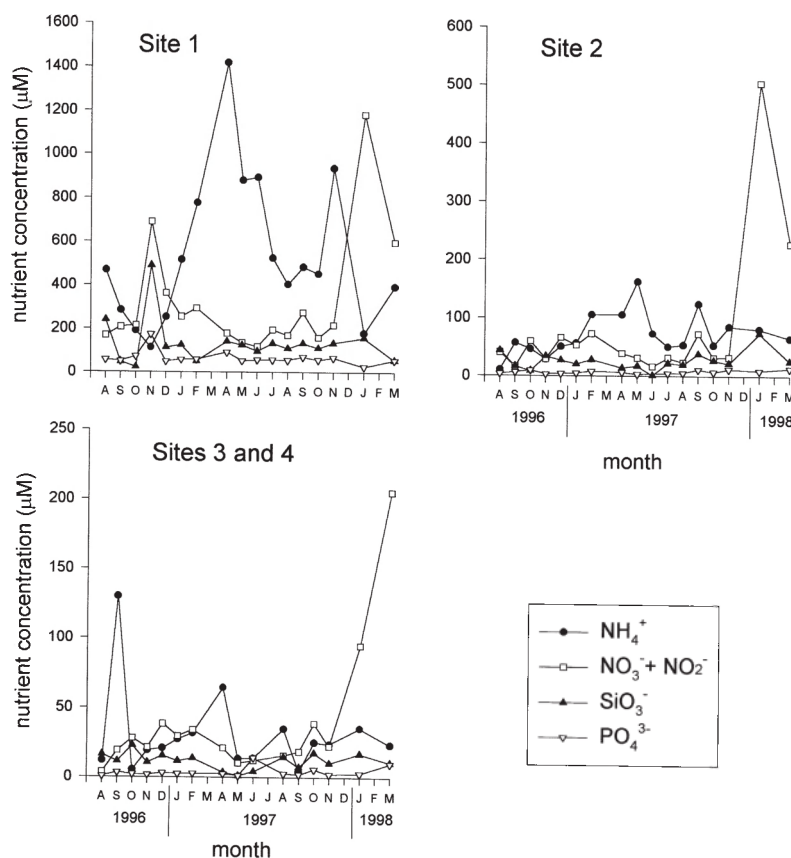 Site 1
nutrient concentration (μM)
1600
1400
1200
1000
800
600
400
200
0
A S O N D J F M A M J J A S O N D J F M
Site 2
600
500
400
300
200
100
0
A S O N D J F M A M J J A S O N D J F M
1996 1997 1998
month
Sites 3 and 4
nutrient concentration (μM)
250
200
150
100
50
0
A S O N D J F M A M J J A S O N D J F M
1996 1997 1998
month
NH₄⁺
NO₃⁻+ NO₂⁻
SiO₃⁻
PO₄³⁻